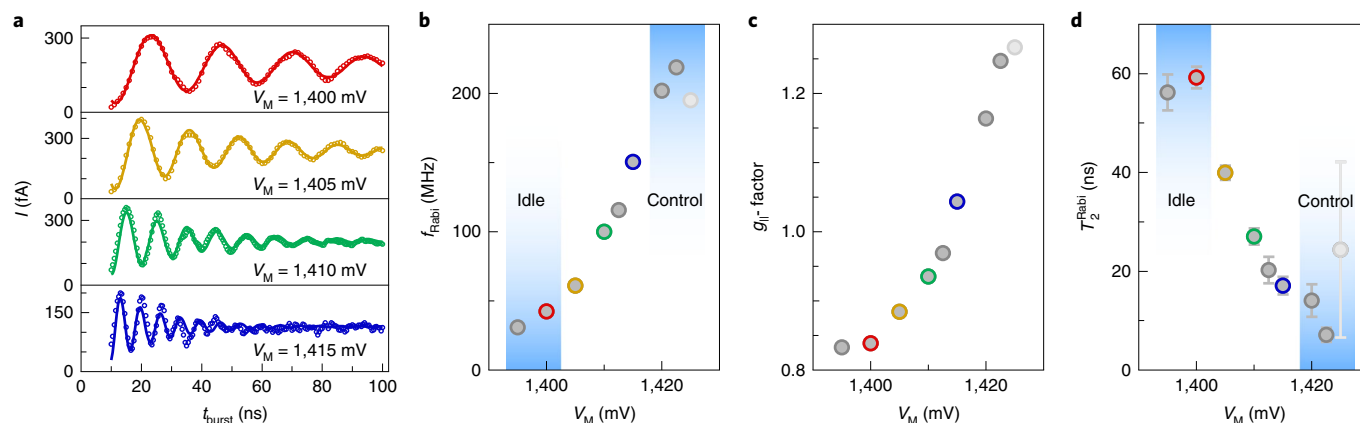 a
300
0
V_M = 1,400 mV
300
0
V_M = 1,405 mV
300
0
V_M = 1,410 mV
150
0
V_M = 1,415 mV
I (fA)
0 20 40 60 80 100
t_burst (ns)
b
200
100
0
f_Rabi (MHz)
Idle
Control
1,400 1,420
V_M (mV)
c
1.2
1.0
0.8
g_||- factor
1,400 1,420
V_M (mV)
d
60
40
20
0
T_2^Rabi (ns)
Idle
Control
1,400 1,420
V_M (mV)